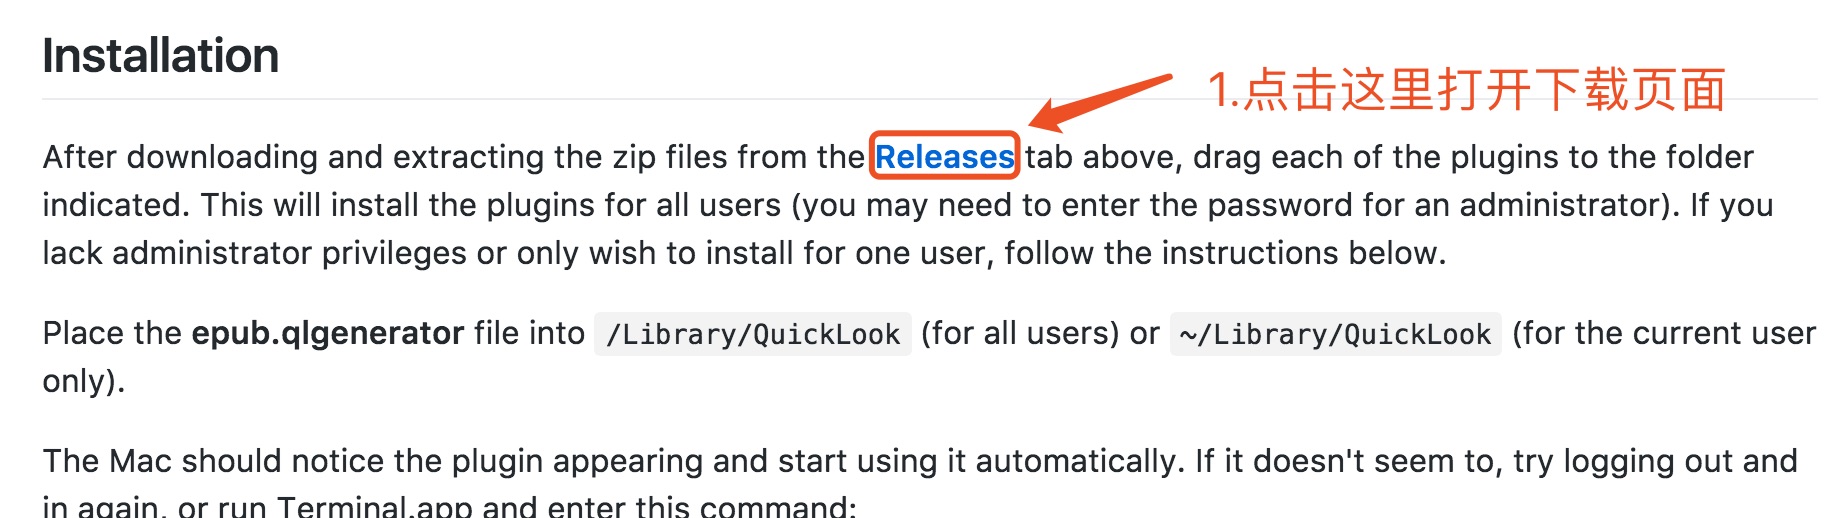 Installation
1.点击这里打开下载页面
After downloading and extracting the zip files from the Releases tab above, drag each of the plugins to the folder
indicated. This will install the plugins for all users (you may need to enter the password for an administrator). If you
lack administrator privileges or only wish to install for one user, follow the instructions below.
Place the epub.qlgenerator file into /Library/QuickLook (for all users) or ~/Library/QuickLook (for the current user
only).
The Mac should notice the plugin appearing and start using it automatically. If it doesn't seem to, try logging out and
in again, or run Terminal.app and enter this command: